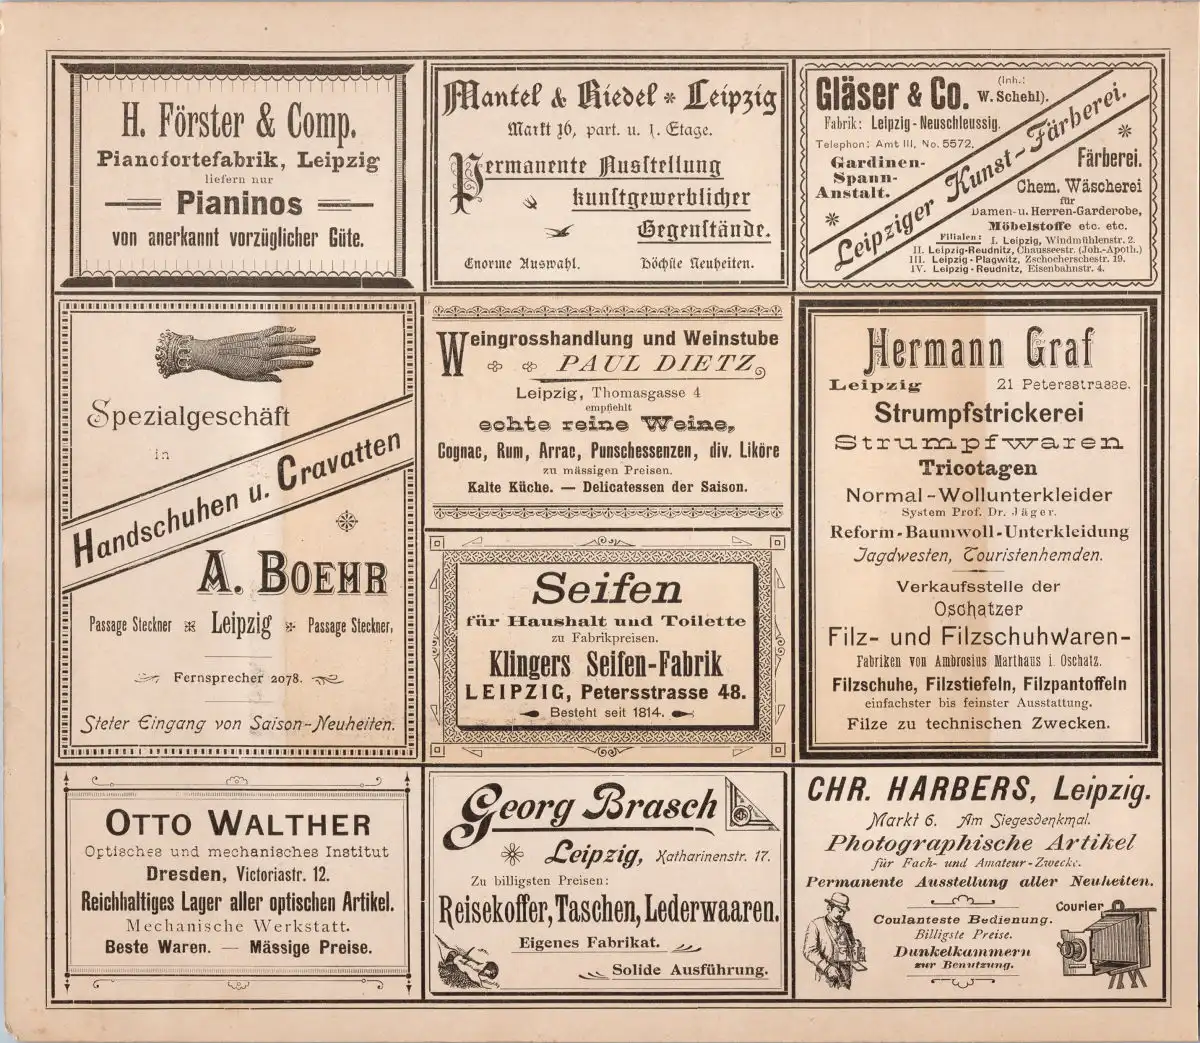 H. Förster & Comp.
Pianofortefabrik, Leipzig
liefern nur
Pianinos
von anerkannt vorzüglicher Güte.
Mantel & Riedel * Leipzig
Markt 16, part. u. 1. Etage.
Permanente Ausstellung
kunstgewerblicher
Gegenstände.
Enorme Auswahl. Höchste Neuheiten.
Gläser & Co. (Inh.: W. Schehl).
Fabrik: Leipzig-Neuschleussig.
Telephon: Amt III, No. 5572.
Gardinen-
Spann-
Anstalt.
Leipziger Kunst-Färberei.
Färberei.
Chem. Wäscherei
für
Damen- u. Herren-Garderobe,
Möbelstoffe etc. etc.
Filialen: I. Leipzig, Windmühlenstr. 2.
II. Leipzig-Reudnitz, Chausseestr. (Joh.-Apoth.)
III. Leipzig-Plagwitz, Zschocherschestr. 19.
IV. Leipzig-Reudnitz, Eisenbahnstr. 4.
Spezialgeschäft
in
Handschuhen u. Cravatten
A. BOEHR
Passage Steckner * Leipzig * Passage Steckner.
Fernsprecher 2078.
Steter Eingang von Saison-Neuheiten.
Weingrosshandlung und Weinstube
PAUL DIETZ
Leipzig, Thomasgasse 4
empfiehlt
echte reine Weine,
Cognac, Rum, Arrac, Punschessenzen, div. Liköre
zu mässigen Preisen.
Kalte Küche. — Delicatessen der Saison.
Seifen
für Haushalt und Toilette
zu Fabrikpreisen.
Klingers Seifen-Fabrik
LEIPZIG, Petersstrasse 48.
Besteht seit 1814.
Hermann Graf
Leipzig 21 Petersstrasse.
Strumpfstrickerei
Strumpfwaren
Tricotagen
Normal-Wollunterkleider
System Prof. Dr. Jäger.
Reform-Baumwoll-Unterkleidung
Jagdwesten, Touristenhemden.
Verkaufsstelle der
Oschatzer
Filz- und Filzschuhwaren-
Fabriken von Ambrosius Marthaus i. Oschatz.
Filzschuhe, Filzstiefeln, Filzpantoffeln
einfachster bis feinster Ausstattung.
Filze zu technischen Zwecken.
OTTO WALTHER
Optisches und mechanisches Institut
Dresden, Victoriastr. 12.
Reichhaltiges Lager aller optischen Artikel.
Mechanische Werkstatt.
Beste Waren. — Mässige Preise.
Georg Brasch
Leipzig, Katharinenstr. 17.
Zu billigsten Preisen:
Reisekoffer, Taschen, Lederwaaren.
Eigenes Fabrikat.
Solide Ausführung.
CHR. HARBERS, Leipzig.
Markt 6. Am Siegesdenkmal.
Photographische Artikel
für Fach- und Amateur-Zwecke.
Permanente Ausstellung aller Neuheiten.
Coulanteste Bedienung.
Billigste Preise.
Dunkelkammern
zur Benutzung.
Courier